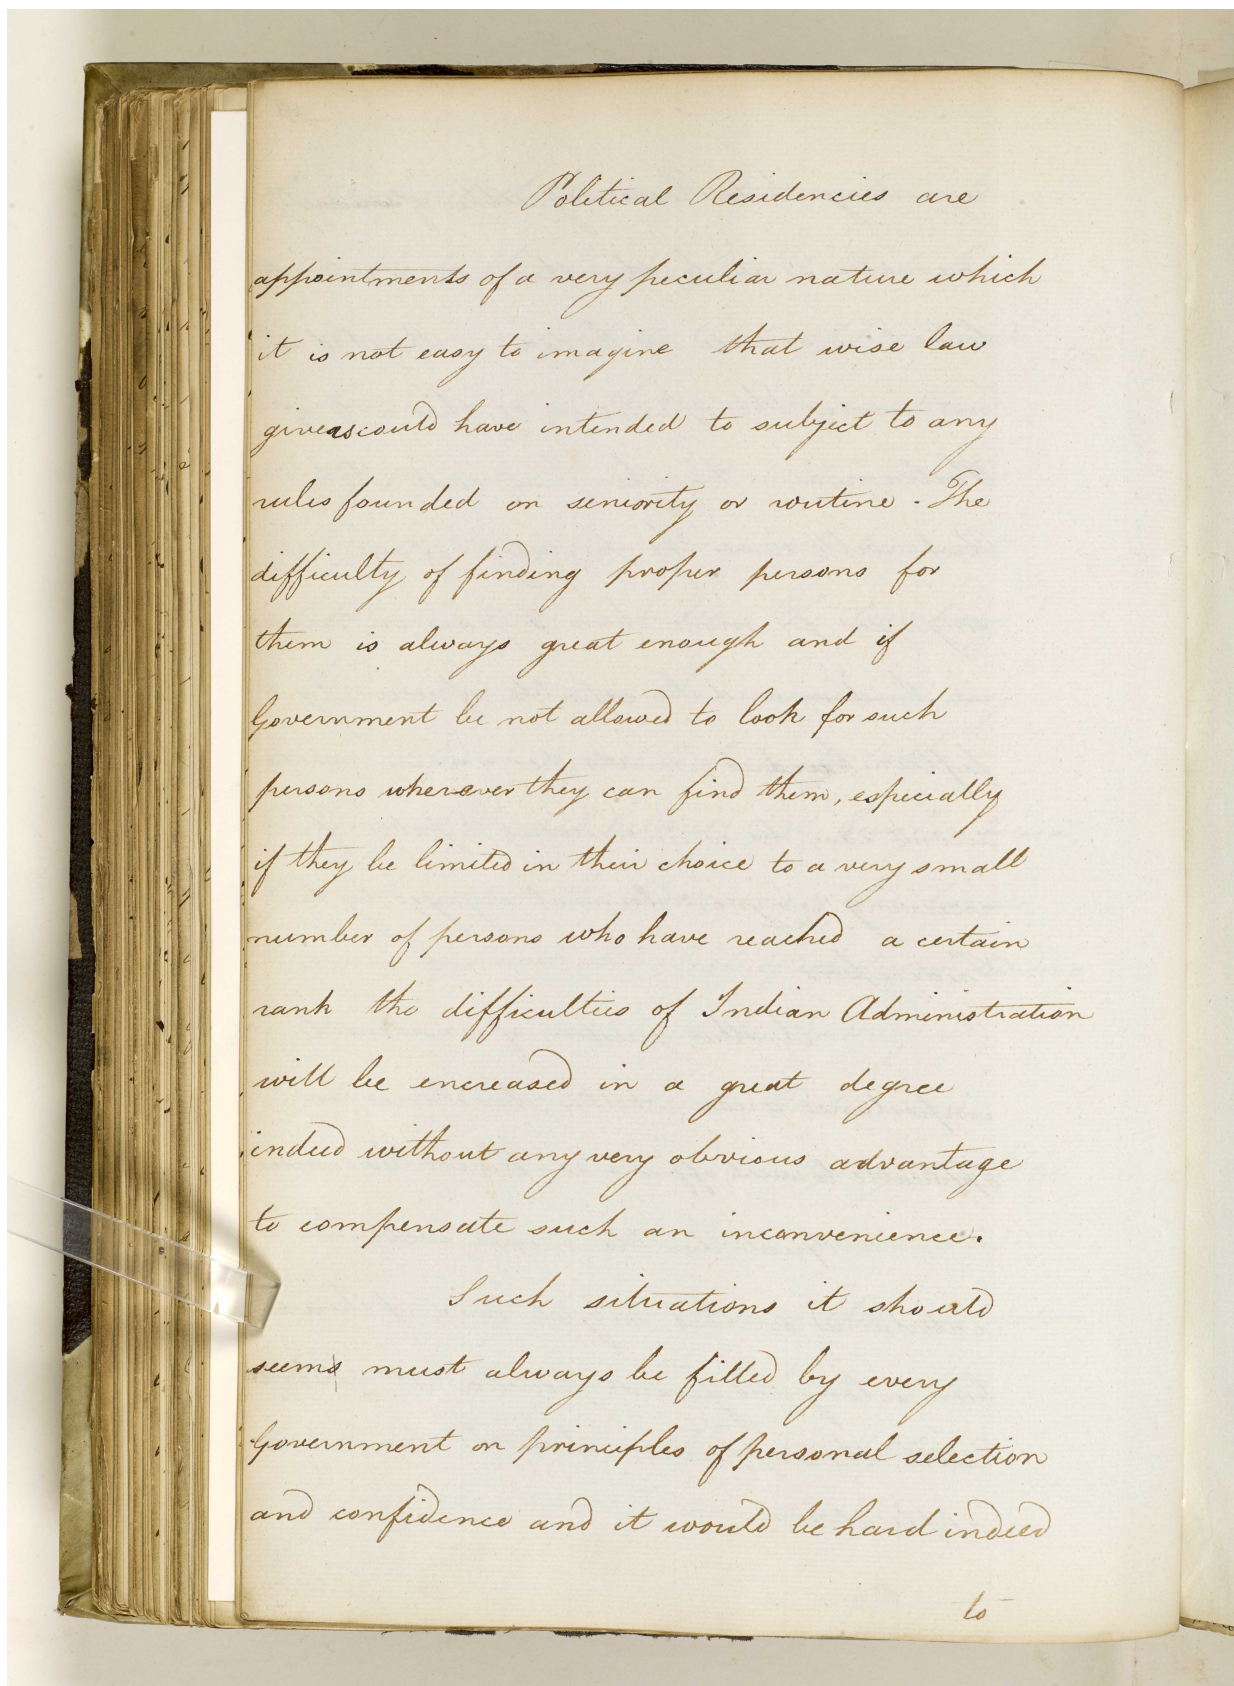 Political Residencies are
appointments of a very peculiar nature which
it is not easy to imagine that wise law
givers could have intended to subject to any
rules founded on seniority or routine. The
difficulty of finding proper persons for
them is always great enough and if
Government be not allowed to look for such
persons wherever they can find them, especially
if they be limited in their choice to a very small
number of persons who have reached a certain
rank the difficulties of Indian Administration
will be encreased in a great degree
indeed without any very obvious advantage
to compensate such an inconvenience.
Such situations it should
seems must always be filled by every
Government on principles of personal selection
and confidence and it would be hard indeed
to